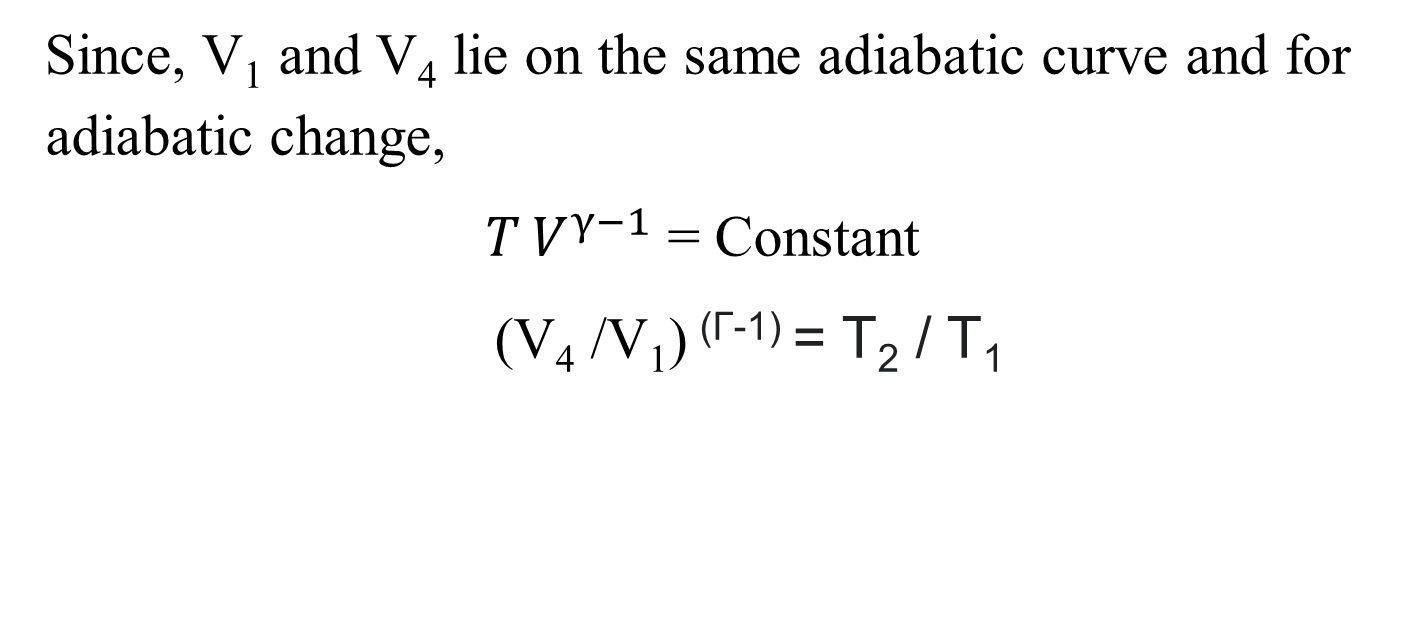 Since, V₁ and V₄ lie on the same adiabatic curve and for
adiabatic change,
T V^γ−1 = Constant
(V₄ /V₁) ^(Γ-1) = T₂ / T₁